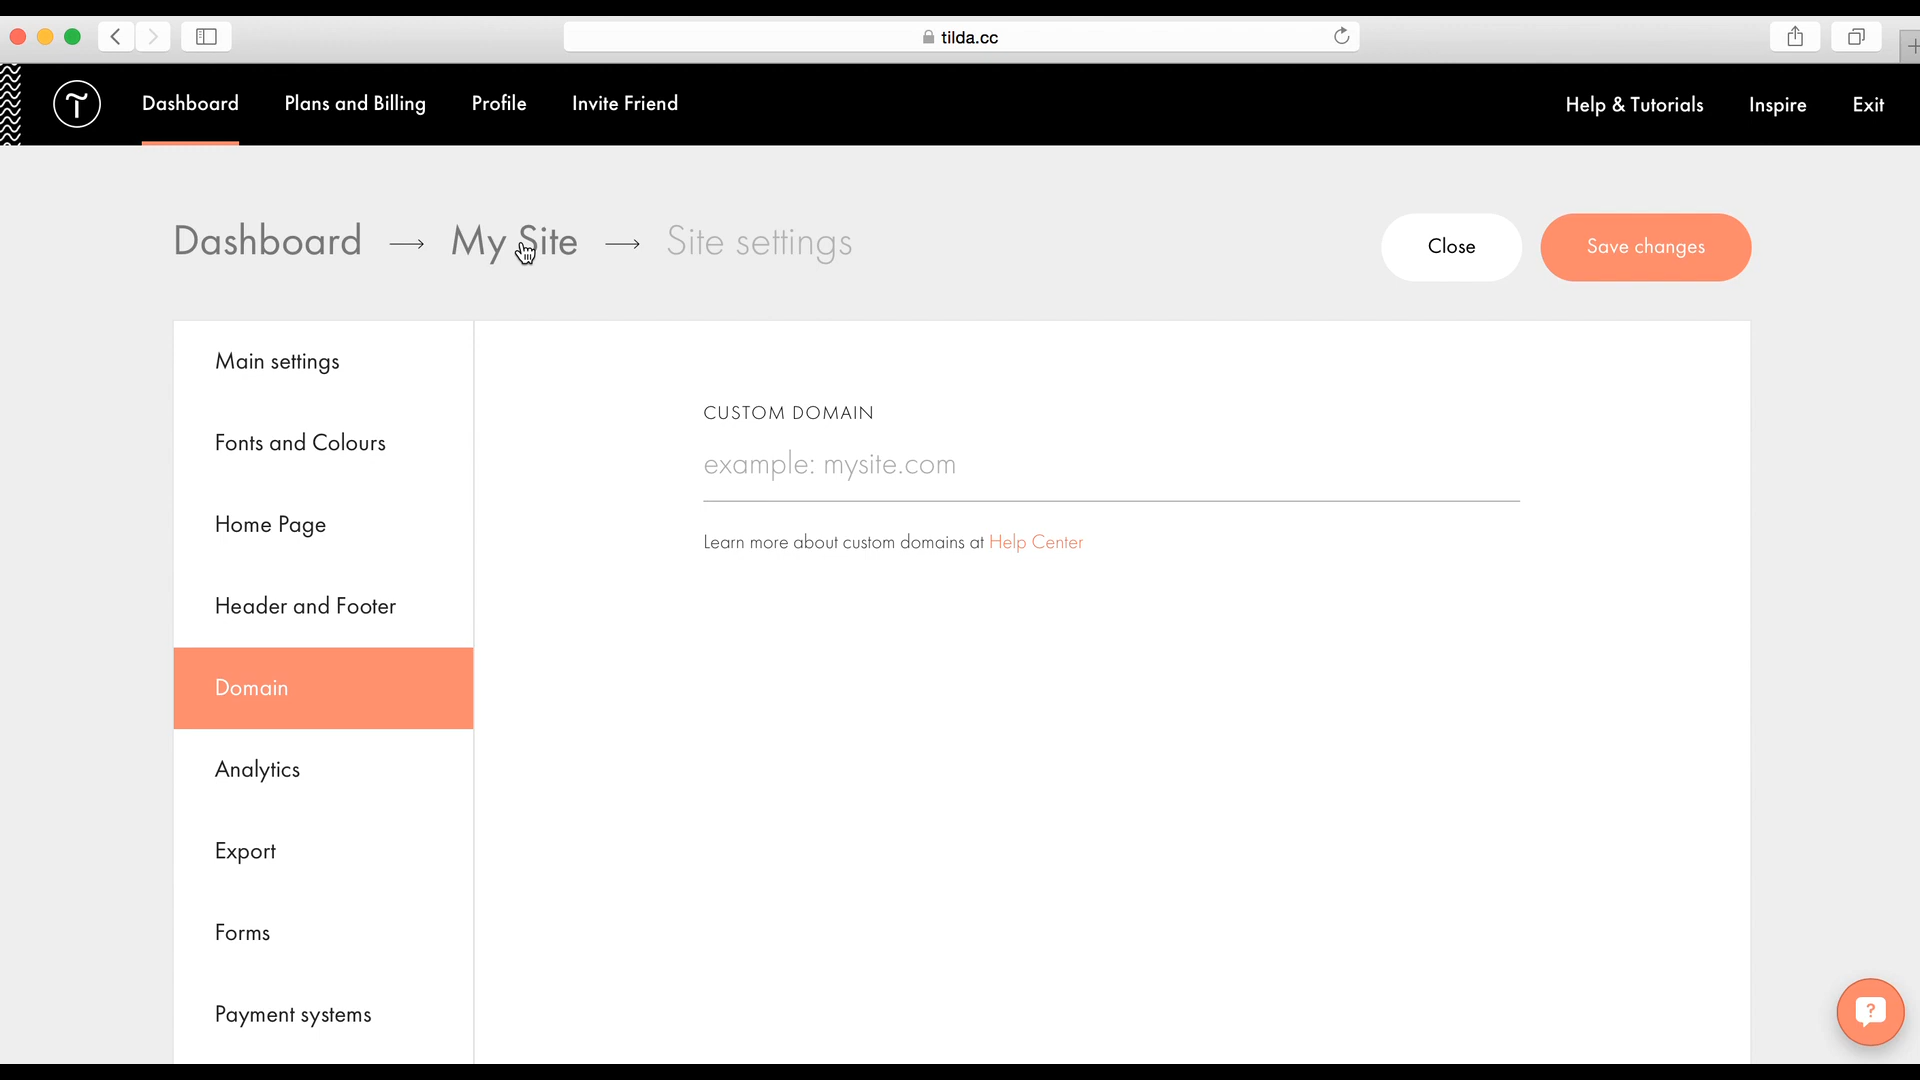 tilda.cc
Dashboard Plans and Billing Profile Invite Friend Help & Tutorials Inspire Exit
Dashboard → My Site → Site settings
Close Save changes
Main settings
Fonts and Colours
Home Page
Header and Footer
Domain
Analytics
Export
Forms
Payment systems
CUSTOM DOMAIN
example: mysite.com
Learn more about custom domains at Help Center